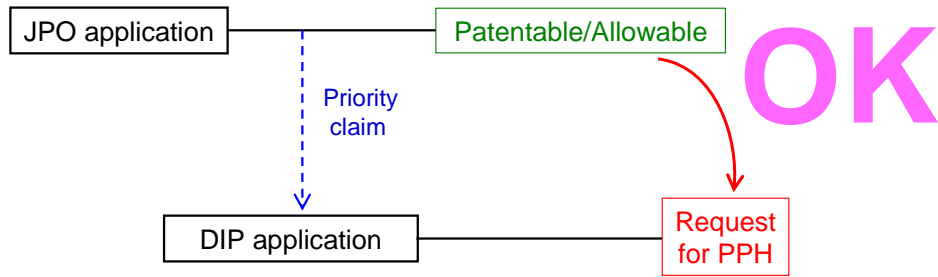 JPO application
Patentable/Allowable
OK
Priority
claim
DIP application
Request
for PPH